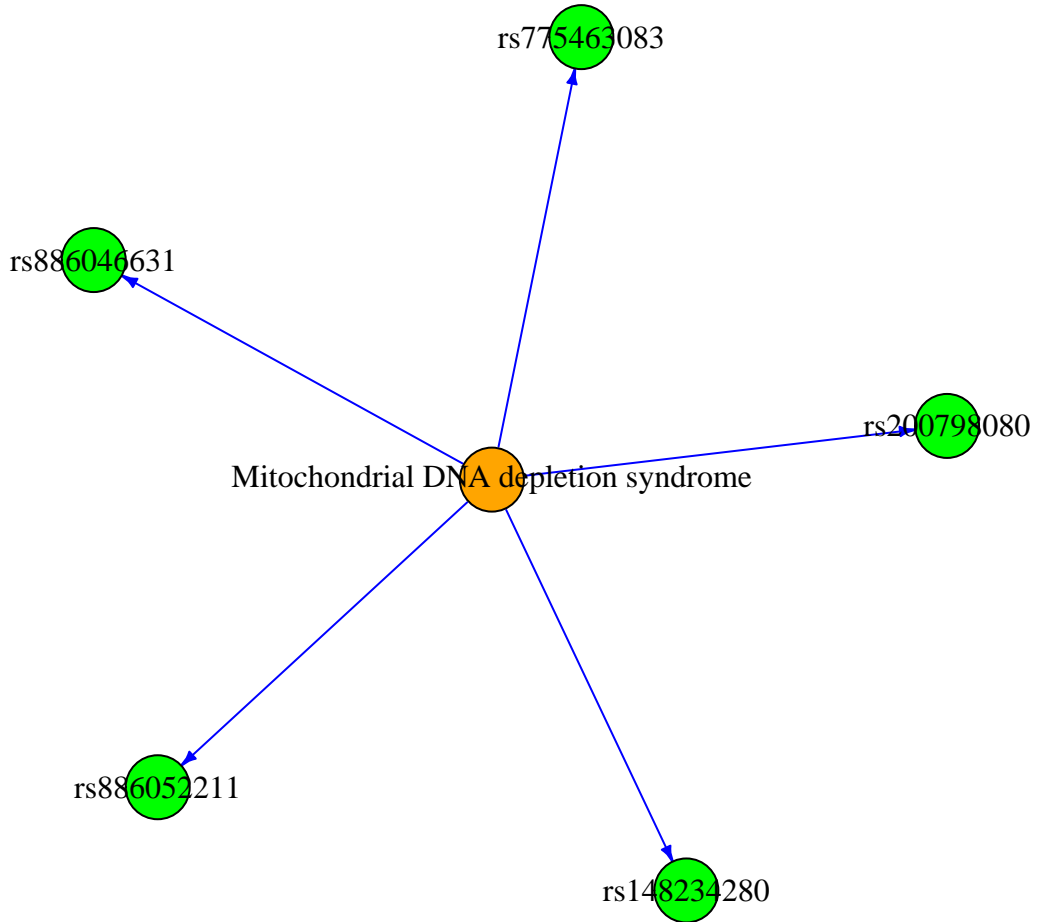 rs775463083
rs886046631
rs200798080
Mitochondrial DNA depletion syndrome
rs886052211
rs148234280